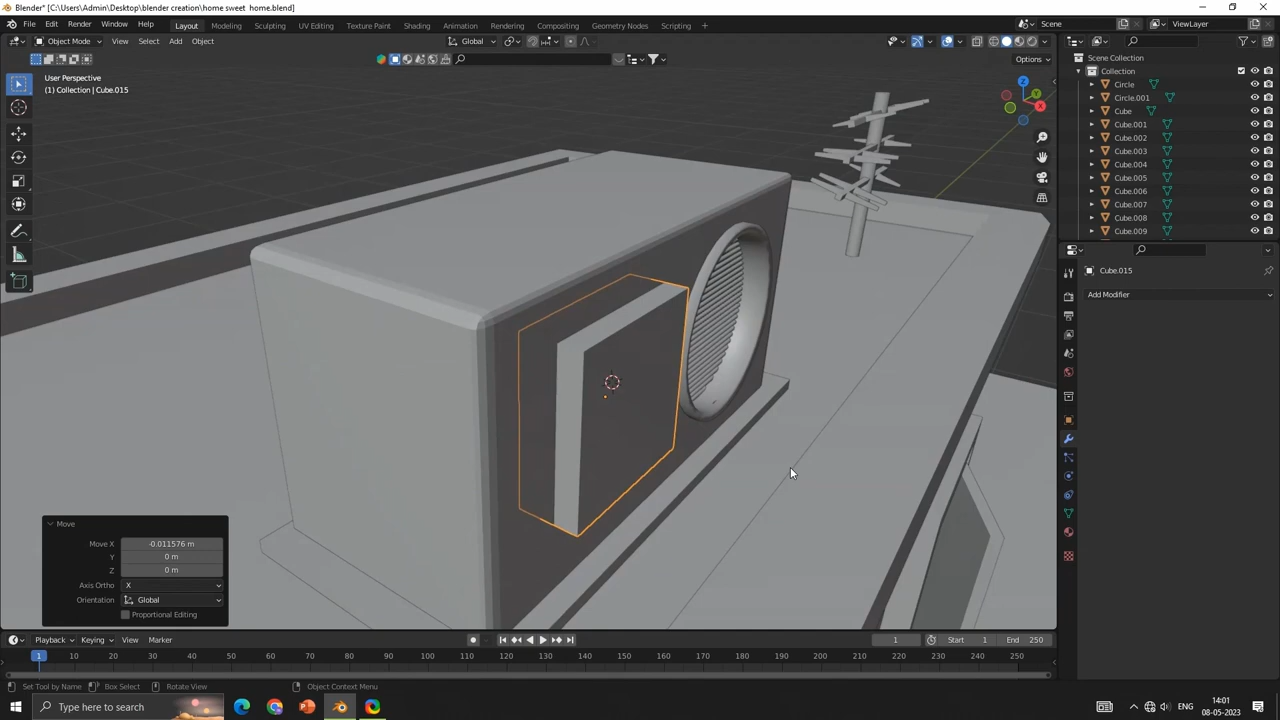 Blender* [C:\Users\Admin\Desktop\blender creation\home sweet  home.blend]
File Edit Render Window Help Layout Modeling Sculpting UV Editing Texture Paint Shading Animation Rendering Compositing Geometry Nodes Scripting + Scene ViewLayer
Object Mode View Select Add Object Global
Options
User Perspective
(1) Collection | Cube.015
Z
Y
X
Scene Collection
Collection
Circle
Circle.001
Cube
Cube.001
Cube.002
Cube.003
Cube.004
Cube.005
Cube.006
Cube.007
Cube.008
Cube.009
Cube.015
Add Modifier
Move
Move X -0.011576 m
Y 0 m
Z 0 m
Axis Ortho X
Orientation Global
Proportional Editing
Playback Keying View Marker 1 Start 1 End 250
1 10 20 30 40 50 60 70 80 90 100 110 120 130 140 150 160 170 180 190 200 210 220 230 240 250
Set Tool by Name Box Select Rotate View Object Context Menu
Type here to search
ENG
14:01
08-05-2023